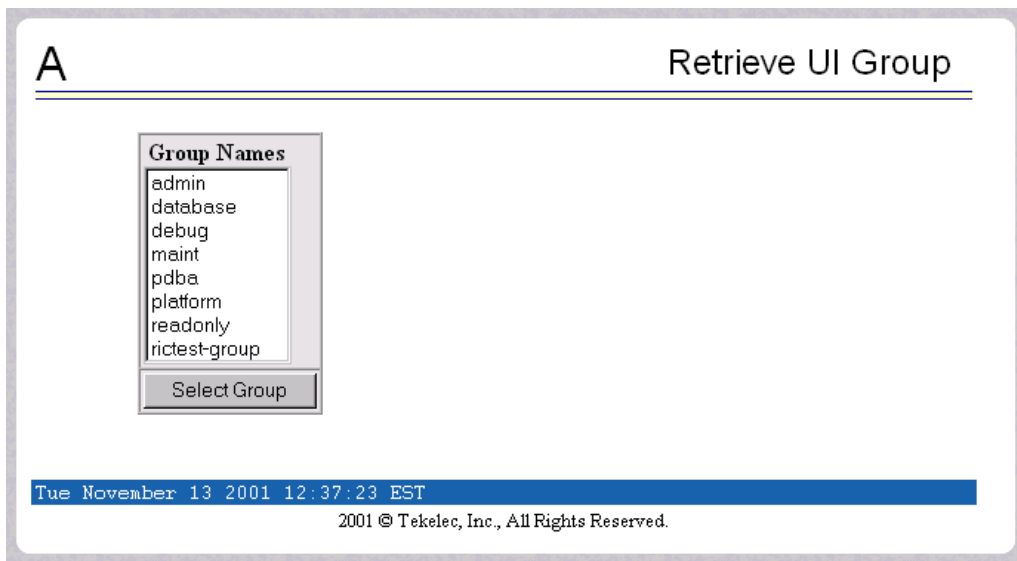 A
Retrieve UI Group
Group Names
admin
database
debug
maint
pdba
platform
readonly
rictest-group
Select Group
Tue November 13 2001 12:37:23 EST
2001 © Tekelec, Inc., All Rights Reserved.